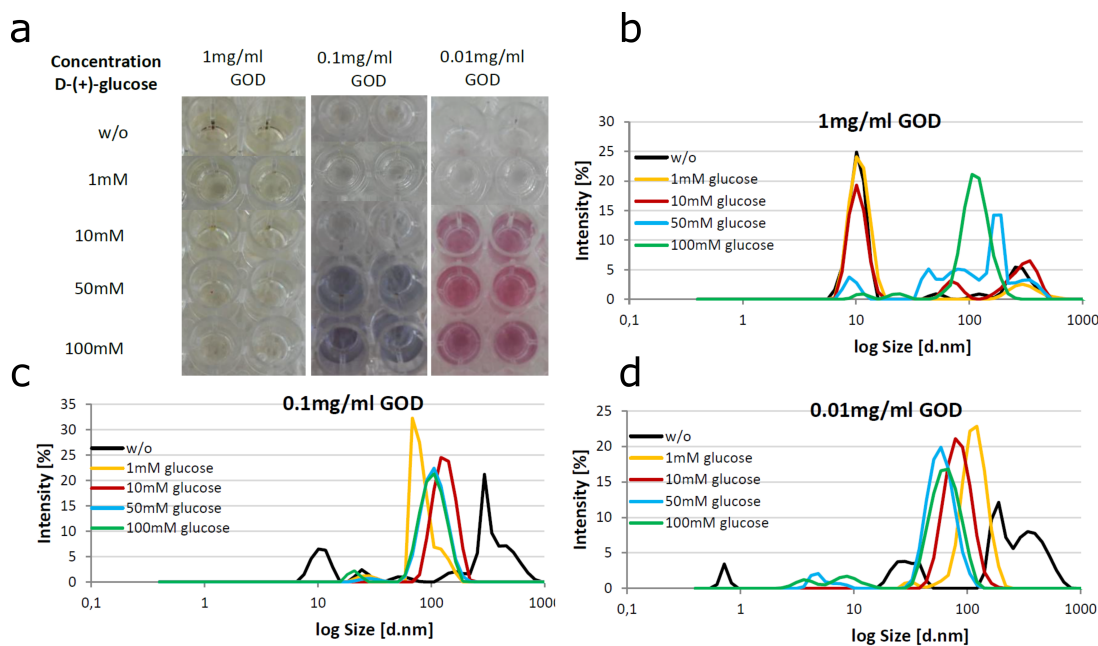 a
Concentration
D-(+)-glucose
1mg/ml
GOD
0.1mg/ml
GOD
0.01mg/ml
GOD
w/o
1mM
10mM
50mM
100mM
b
1mg/ml GOD
Intensity [%]
30
25
20
15
10
5
0
w/o
1mM glucose
10mM glucose
50mM glucose
100mM glucose
0,1
1
10
100
1000
log Size [d.nm]
c
0.1mg/ml GOD
Intensity [%]
35
30
25
20
15
10
5
0
w/o
1mM glucose
10mM glucose
50mM glucose
100mM glucose
0,1
1
10
100
1000
log Size [d.nm]
d
0.01mg/ml GOD
Intensity [%]
25
20
15
10
5
0
w/o
1mM glucose
10mM glucose
50mM glucose
100mM glucose
0,1
1
10
100
1000
log Size [d.nm]